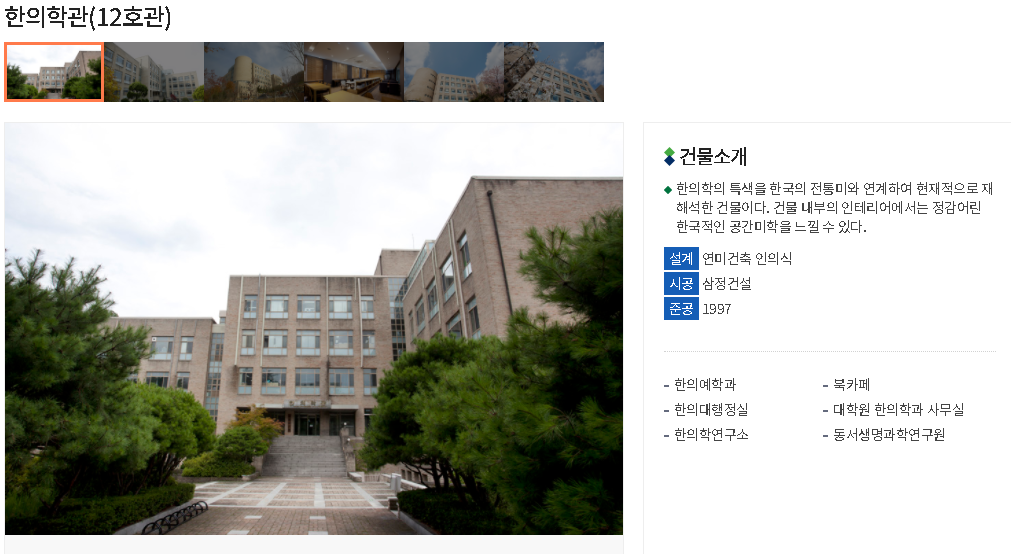 한의학관(12호관)
건물소개
한의학의 특색을 한국의 전통미와 연계하여 현재적으로 재
해석한 건물이다. 건물 내부의 인테리어에서는 정감어린
한국적인 공간미학을 느낄 수 있다.
설계 연미건축 인의식
시공 삼정건설
준공 1997
- 한의예학과
- 북카페
- 한의대행정실
- 대학원 한의학과 사무실
- 한의학연구소
- 동서생명과학연구원